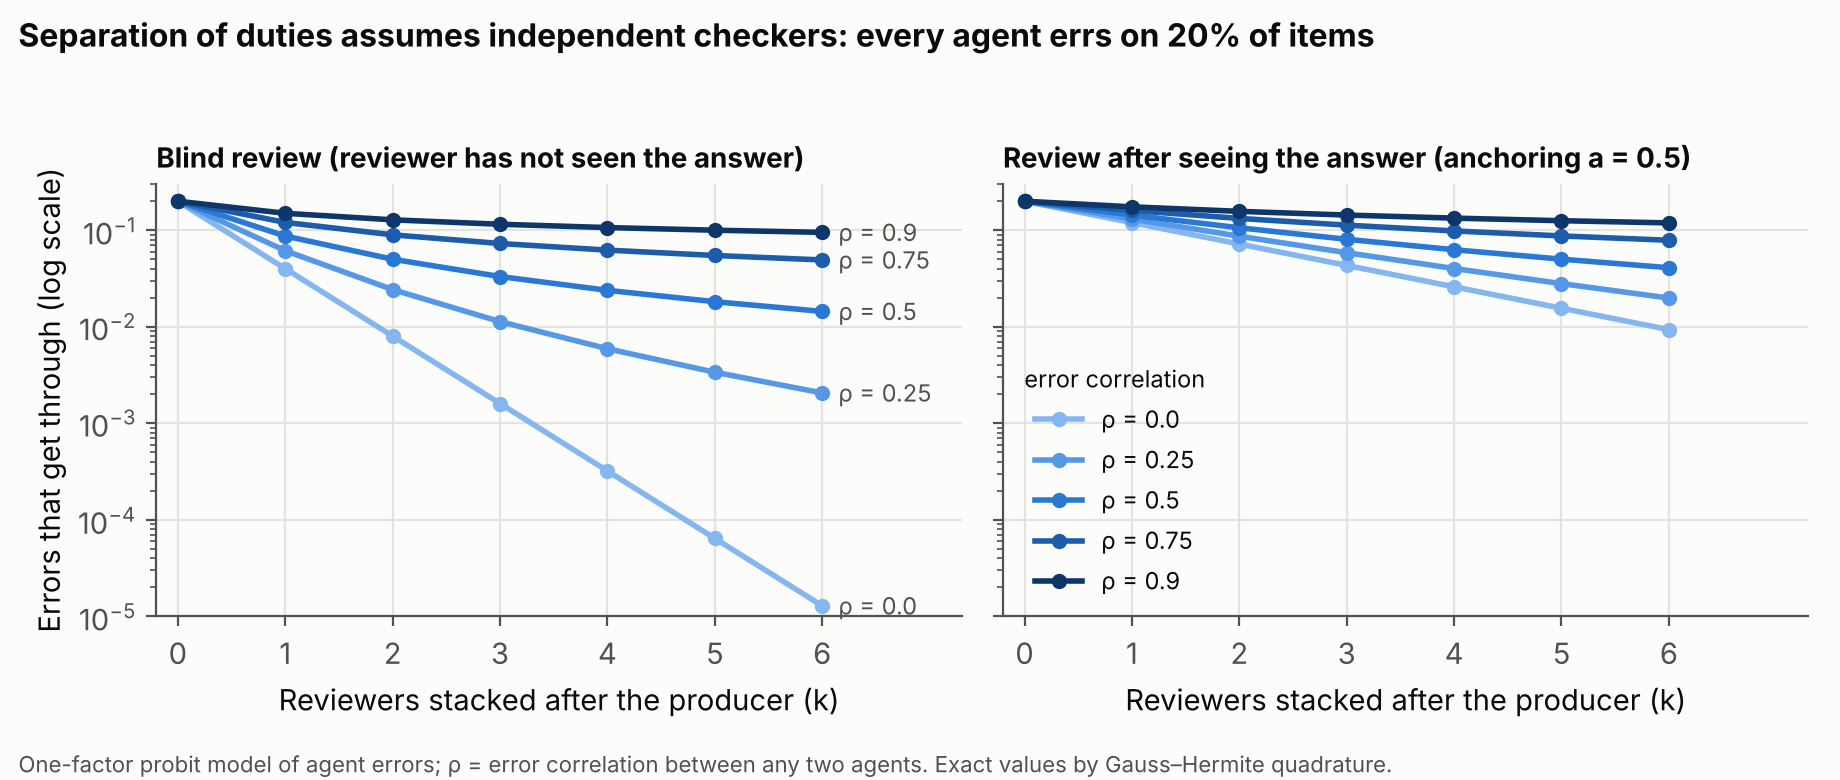 Separation of duties assumes independent checkers: every agent errs on 20% of items
Blind review (reviewer has not seen the answer)
Errors that get through (log scale)
10⁻¹
10⁻²
10⁻³
10⁻⁴
10⁻⁵
ρ = 0.9
ρ = 0.75
ρ = 0.5
ρ = 0.25
ρ = 0.0
0 1 2 3 4 5 6
Reviewers stacked after the producer (k)
Review after seeing the answer (anchoring a = 0.5)
error correlation
ρ = 0.0
ρ = 0.25
ρ = 0.5
ρ = 0.75
ρ = 0.9
0 1 2 3 4 5 6
Reviewers stacked after the producer (k)
One-factor probit model of agent errors; ρ = error correlation between any two agents. Exact values by Gauss–Hermite quadrature.